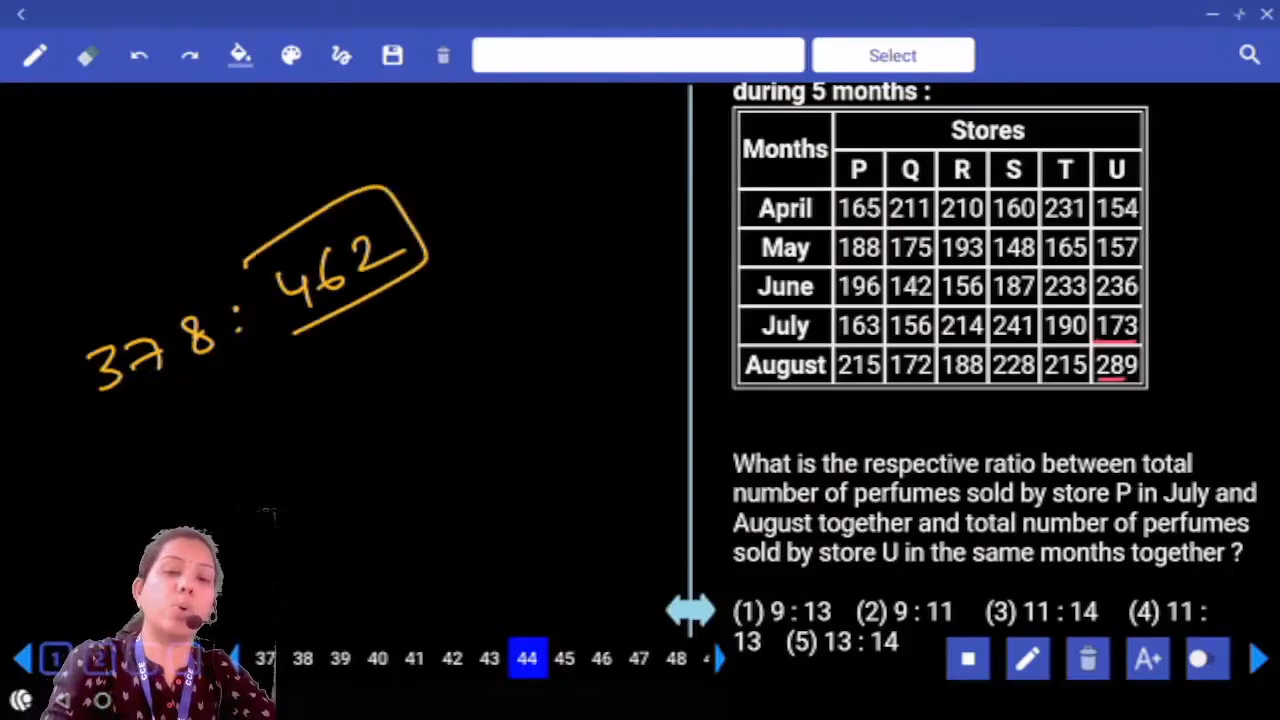 Select
during 5 months :
Months Stores
P Q R S T U
April 165 211 210 160 231 154
May 188 175 193 148 165 157
June 196 142 156 187 233 236
July 163 156 214 241 190 173
August 215 172 188 228 215 289
378 : 462
What is the respective ratio between total
number of perfumes sold by store P in July and
August together and total number of perfumes
sold by store U in the same months together ?
(1) 9 : 13 (2) 9 : 11 (3) 11 : 14 (4) 11 :
13 (5) 13 : 14
1 2 37 38 39 40 41 42 43 44 45 46 47 48
A+
CCE